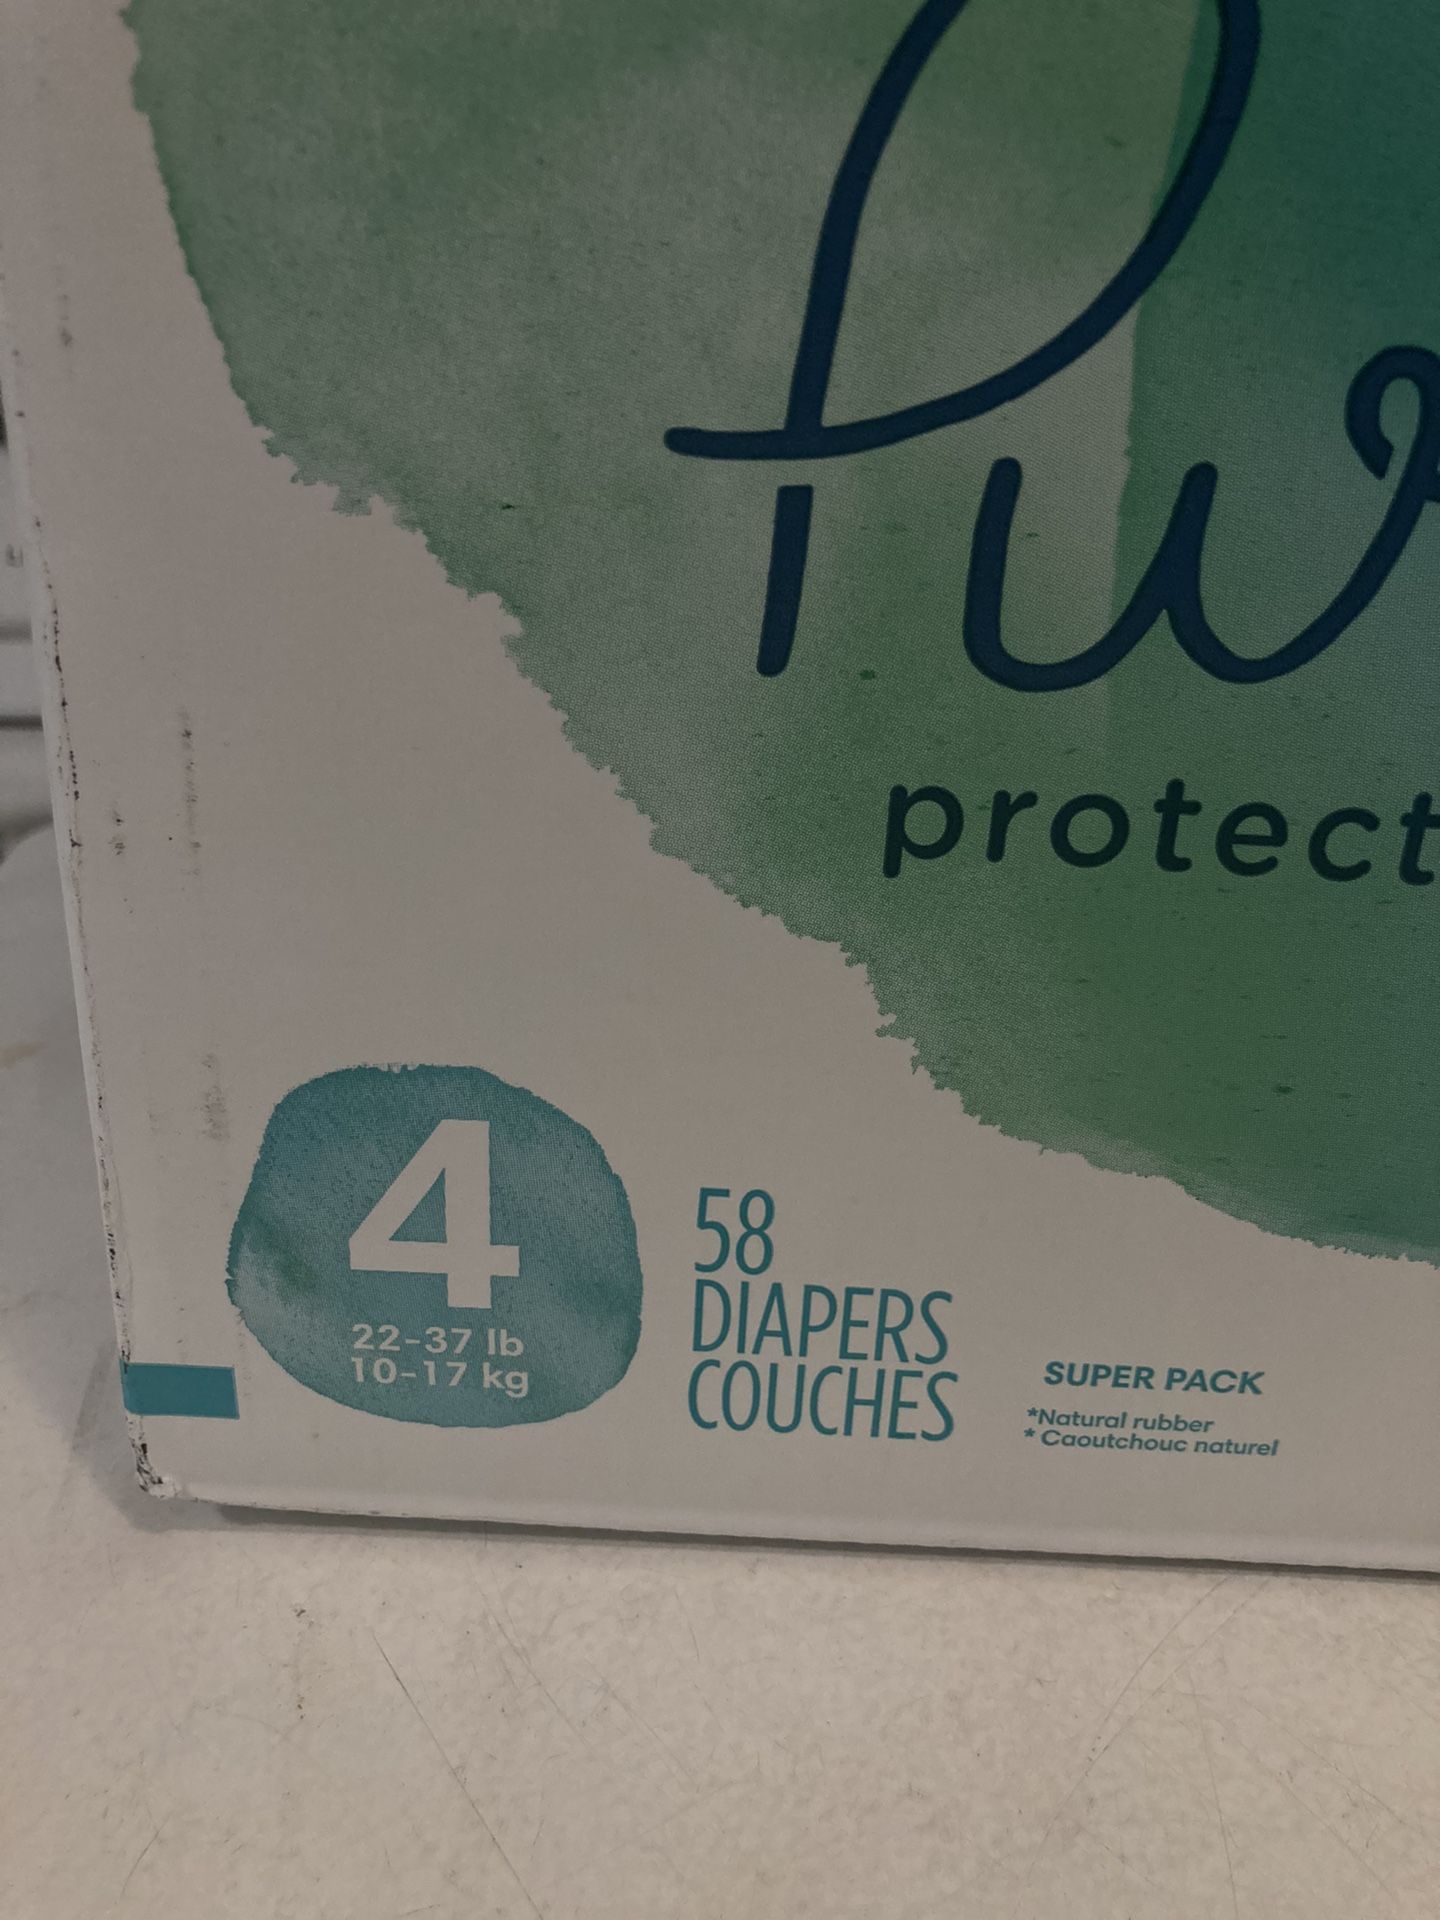 protect
4
22-37 lb
10-17 kg
58
DIAPERS
COUCHES
SUPER PACK
*Natural rubber
* Caoutchouc naturel